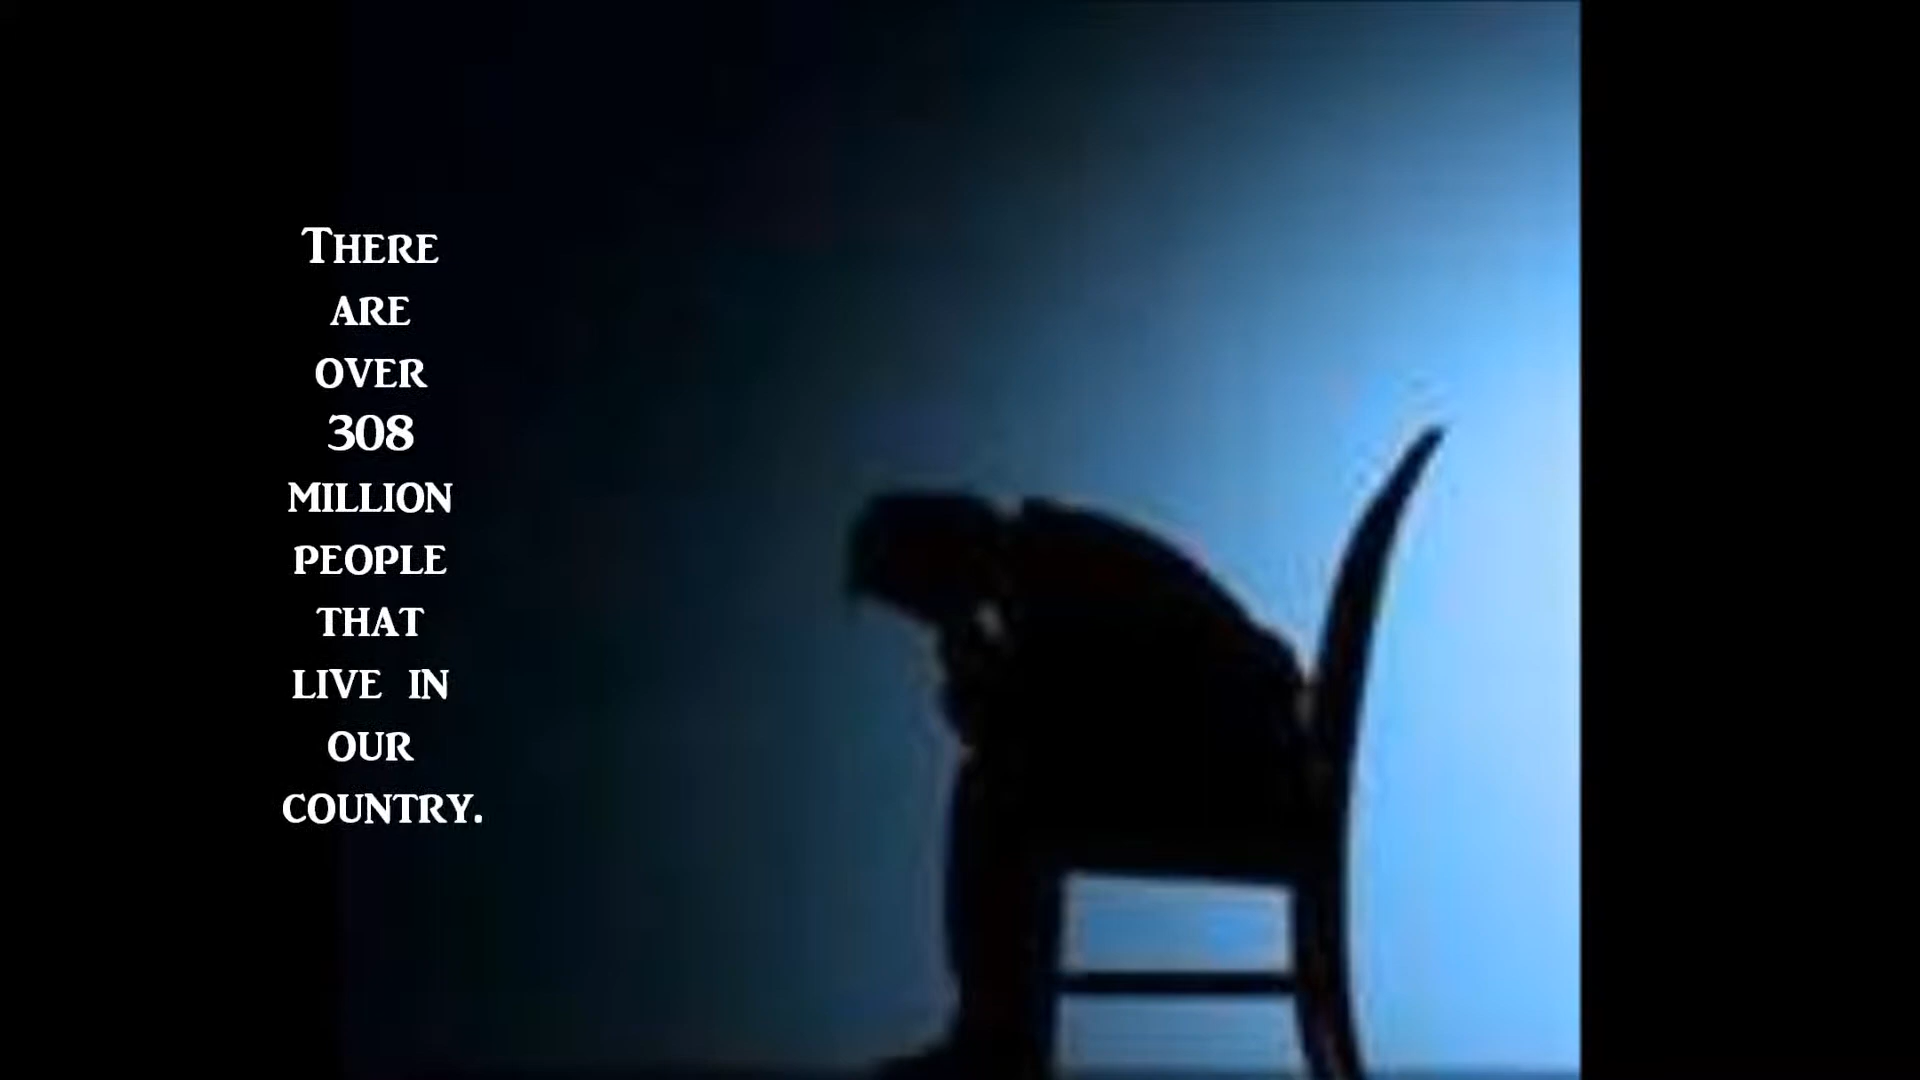 There
are
over
308
million
people
that
live in
our
country.